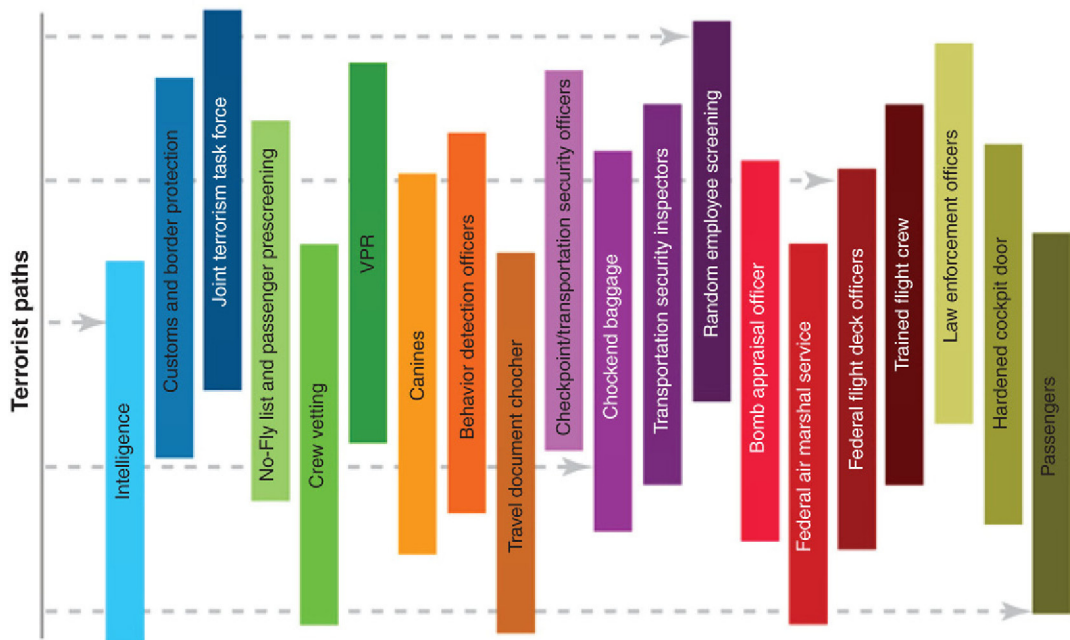 Terrorist paths
Intelligence
Customs and border protection
Joint terrorism task force
No-Fly list and passenger prescreening
Crew vetting
VPR
Canines
Behavior detection officers
Travel document chocher
Checkpoint/transportation security officers
Chockend baggage
Transportation security inspectors
Random employee screening
Bomb appraisal officer
Federal air marshal service
Federal flight deck officers
Trained flight crew
Law enforcement officers
Hardened cockpit door
Passengers